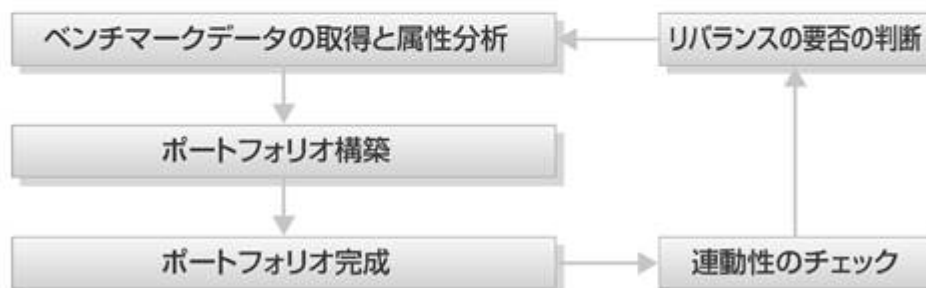 ベンチマークデータの取得と属性分析
リバランスの要否の判断
ポートフォリオ構築
ポートフォリオ完成
連動性のチェック